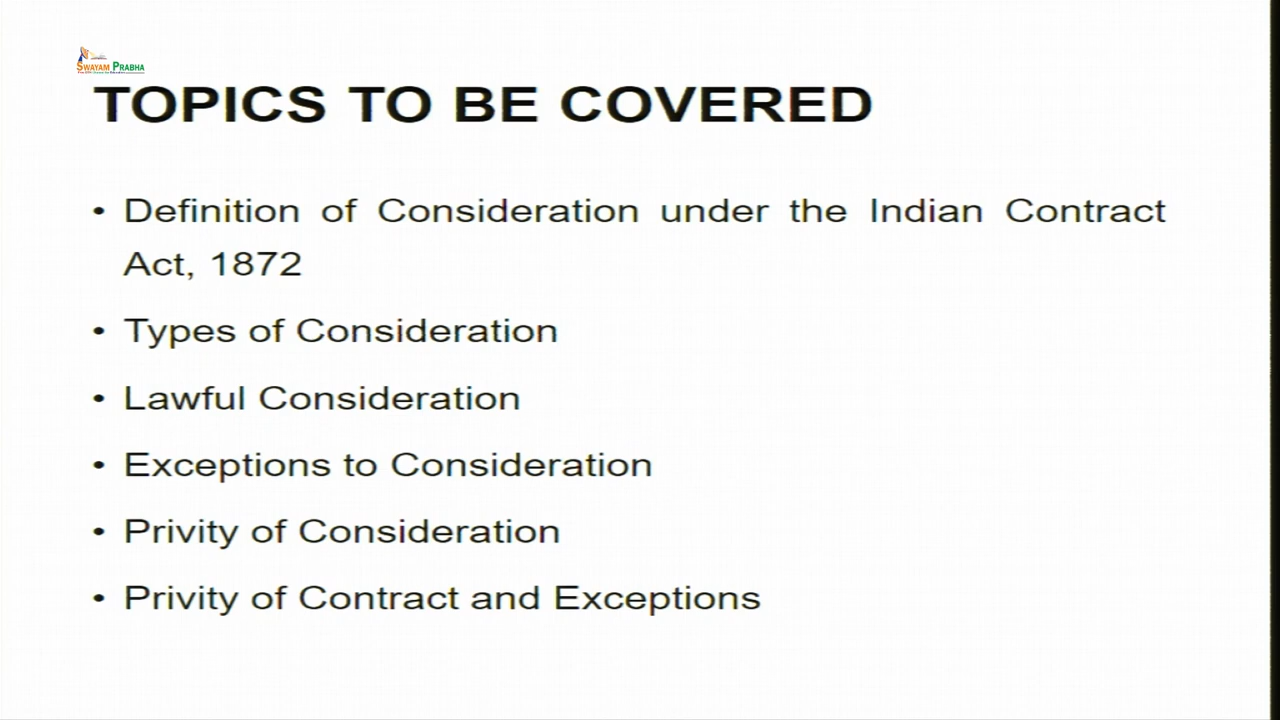 SWAYAM PRABHA
TOPICS TO BE COVERED
• Definition of Consideration under the Indian Contract
Act, 1872
• Types of Consideration
• Lawful Consideration
• Exceptions to Consideration
• Privity of Consideration
• Privity of Contract and Exceptions